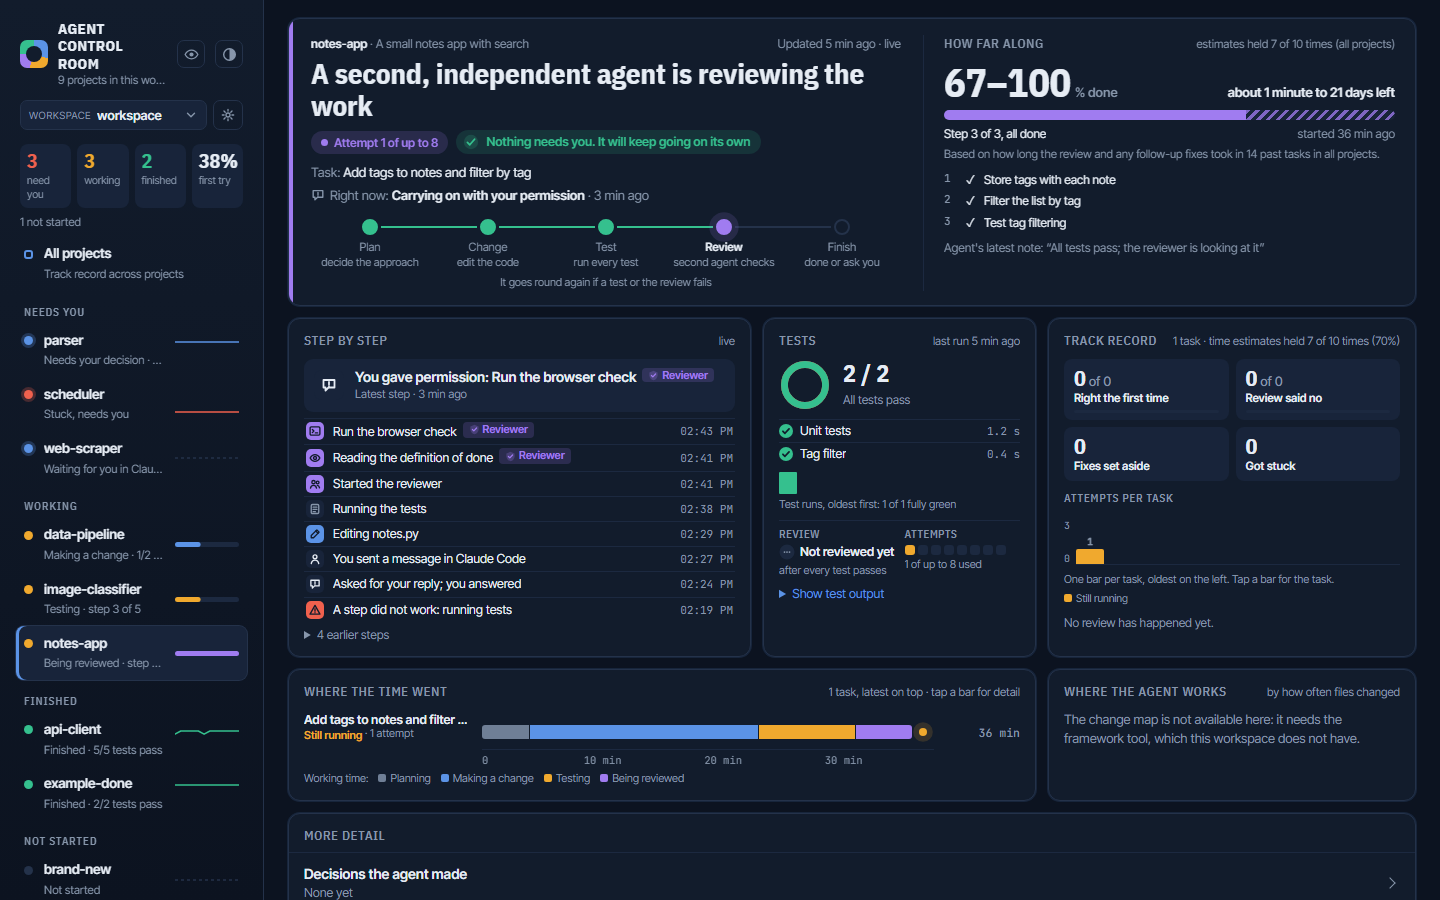 AGENT
CONTROL
ROOM
9 projects in this wo...
WORKSPACE workspace
3 need you
3 working
2 finished
38% first try
1 not started
All projects
Track record across projects
NEEDS YOU
parser
Needs your decision · ...
scheduler
Stuck, needs you
web-scraper
Waiting for you in Clau...
WORKING
data-pipeline
Making a change · 1/2 ...
image-classifier
Testing · step 3 of 5
notes-app
Being reviewed · step ...
FINISHED
api-client
Finished · 5/5 tests pass
example-done
Finished · 2/2 tests pass
NOT STARTED
brand-new
Not started
notes-app · A small notes app with search
Updated 5 min ago · live
A second, independent agent is reviewing the
work
Attempt 1 of up to 8
Nothing needs you. It will keep going on its own
Task: Add tags to notes and filter by tag
Right now: Carrying on with your permission · 3 min ago
Plan
decide the approach
Change
edit the code
Test
run every test
Review
second agent checks
Finish
done or ask you
It goes round again if a test or the review fails
HOW FAR ALONG
estimates held 7 of 10 times (all projects)
67–100 % done
about 1 minute to 21 days left
Step 3 of 3, all done
started 36 min ago
Based on how long the review and any follow-up fixes took in 14 past tasks in all projects.
1 ✓ Store tags with each note
2 ✓ Filter the list by tag
3 ✓ Test tag filtering
Agent's latest note: “All tests pass; the reviewer is looking at it”
STEP BY STEP
live
You gave permission: Run the browser check Reviewer
Latest step · 3 min ago
Run the browser check Reviewer 02:43 PM
Reading the definition of done Reviewer 02:41 PM
Started the reviewer 02:41 PM
Running the tests 02:38 PM
Editing notes.py 02:29 PM
You sent a message in Claude Code 02:27 PM
Asked for your reply; you answered 02:24 PM
A step did not work: running tests 02:19 PM
4 earlier steps
TESTS
last run 5 min ago
2 / 2
All tests pass
Unit tests 1.2 s
Tag filter 0.4 s
Test runs, oldest first: 1 of 1 fully green
REVIEW
Not reviewed yet
after every test passes
ATTEMPTS
1 of up to 8 used
Show test output
TRACK RECORD
1 task · time estimates held 7 of 10 times (70%)
0 of 0
Right the first time
0 of 0
Review said no
0
Fixes set aside
0
Got stuck
ATTEMPTS PER TASK
3
1
0
One bar per task, oldest on the left. Tap a bar for the task.
Still running
No review has happened yet.
WHERE THE TIME WENT
1 task, latest on top · tap a bar for detail
Add tags to notes and filter ...
Still running · 1 attempt
36 min
0 10 min 20 min 30 min
Working time: Planning Making a change Testing Being reviewed
WHERE THE AGENT WORKS
by how often files changed
The change map is not available here: it needs the
framework tool, which this workspace does not have.
MORE DETAIL
Decisions the agent made
None yet